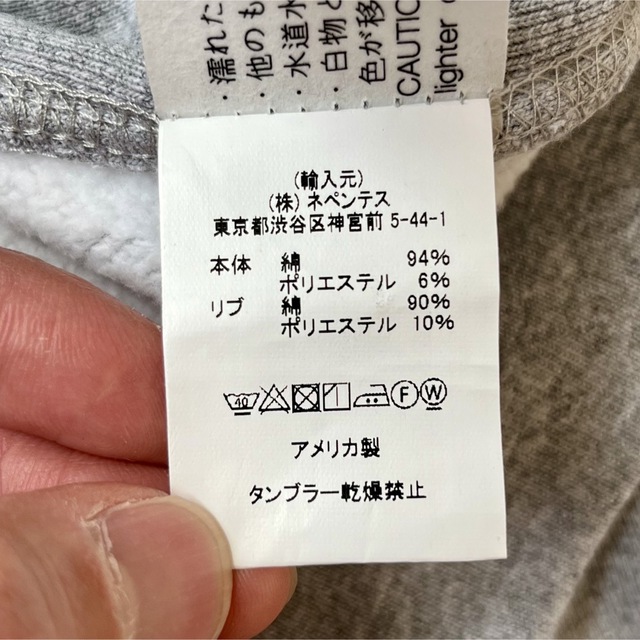 ・濡れた
・他のも
・水道水
・白物と
色が移
CAUTIO
lighter
(輸入元)
(株) ネペンテス
東京都渋谷区神宮前 5-44-1
本体 綿 94%
ポリエステル 6%
リブ 綿 90%
ポリエステル 10%
40 F W
アメリカ製
タンブラー乾燥禁止